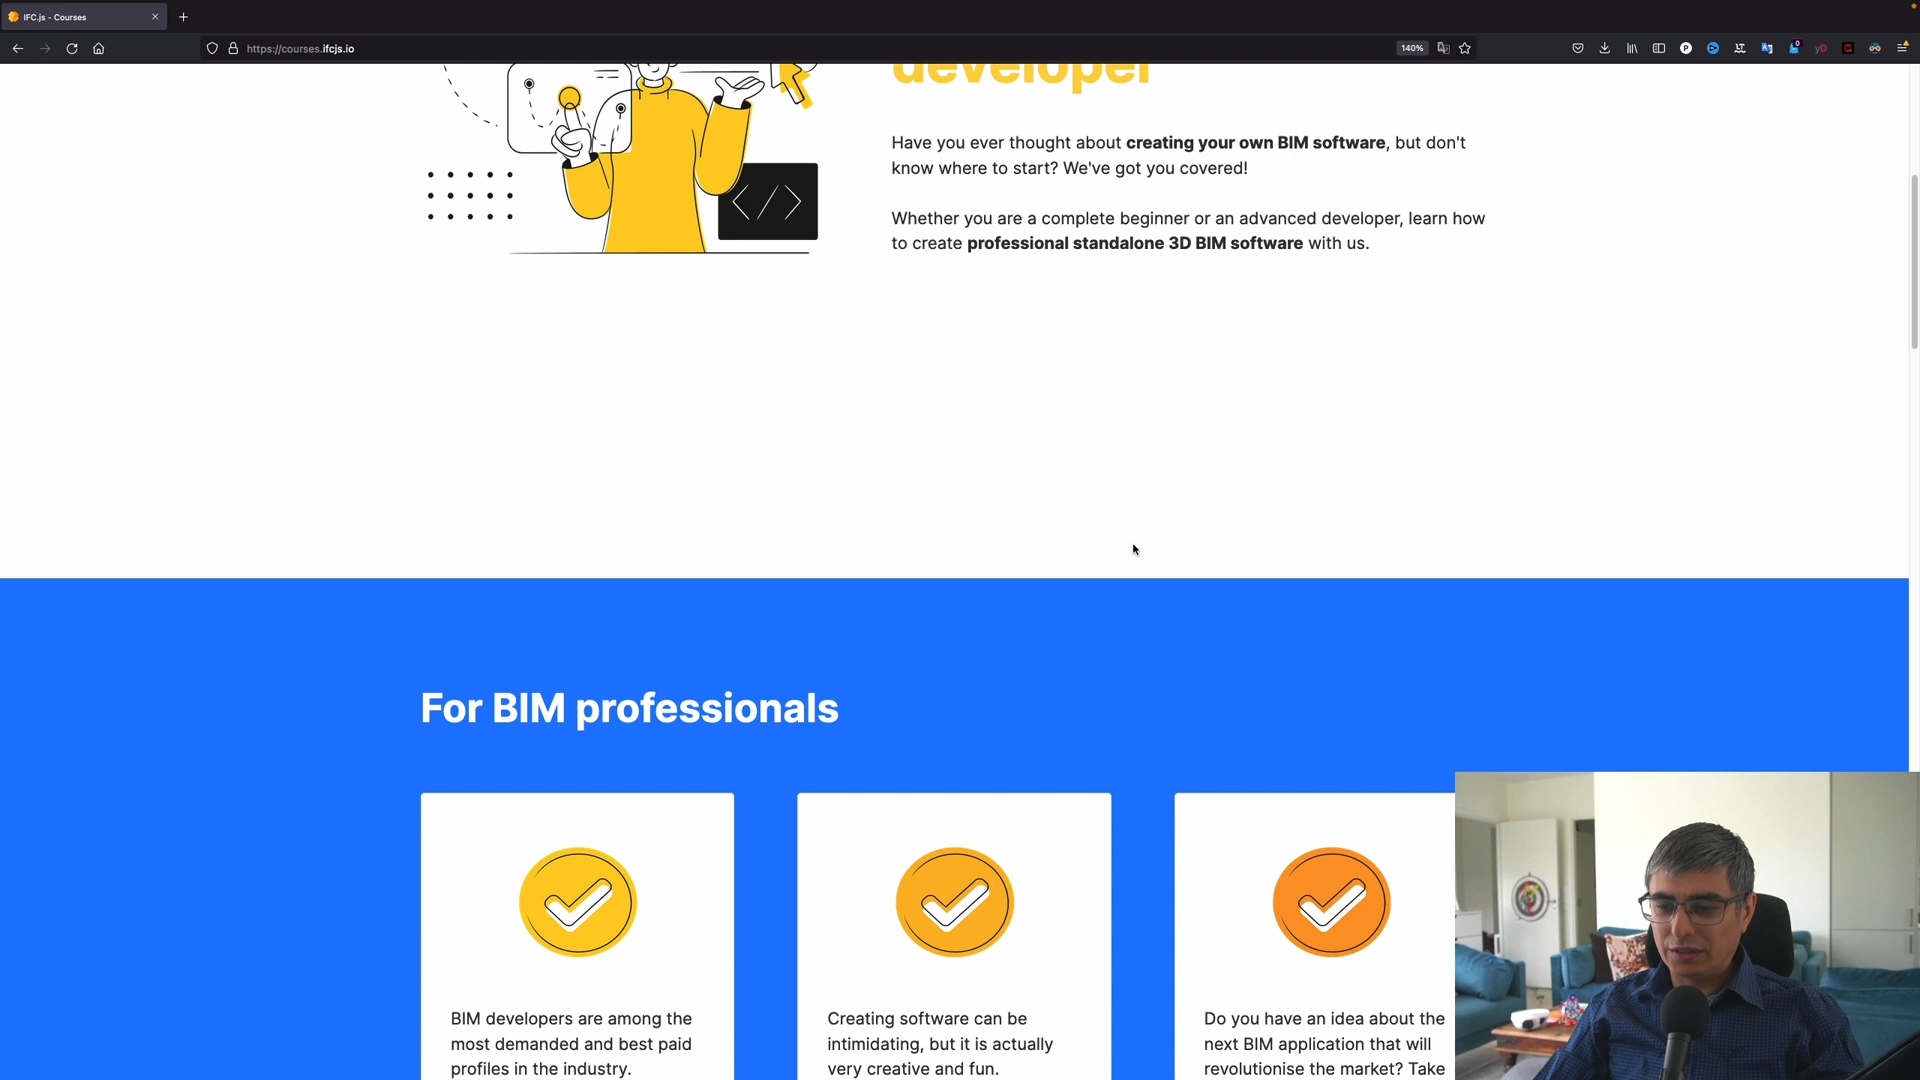 IFC.js - Courses
https://courses.ifcjs.io
140%
developer
Have you ever thought about creating your own BIM software, but don't
know where to start? We've got you covered!
Whether you are a complete beginner or an advanced developer, learn how
to create professional standalone 3D BIM software with us.
For BIM professionals
BIM developers are among the
most demanded and best paid
profiles in the industry.
Creating software can be
intimidating, but it is actually
very creative and fun.
Do you have an idea about the
next BIM application that will
revolutionise the market? Take